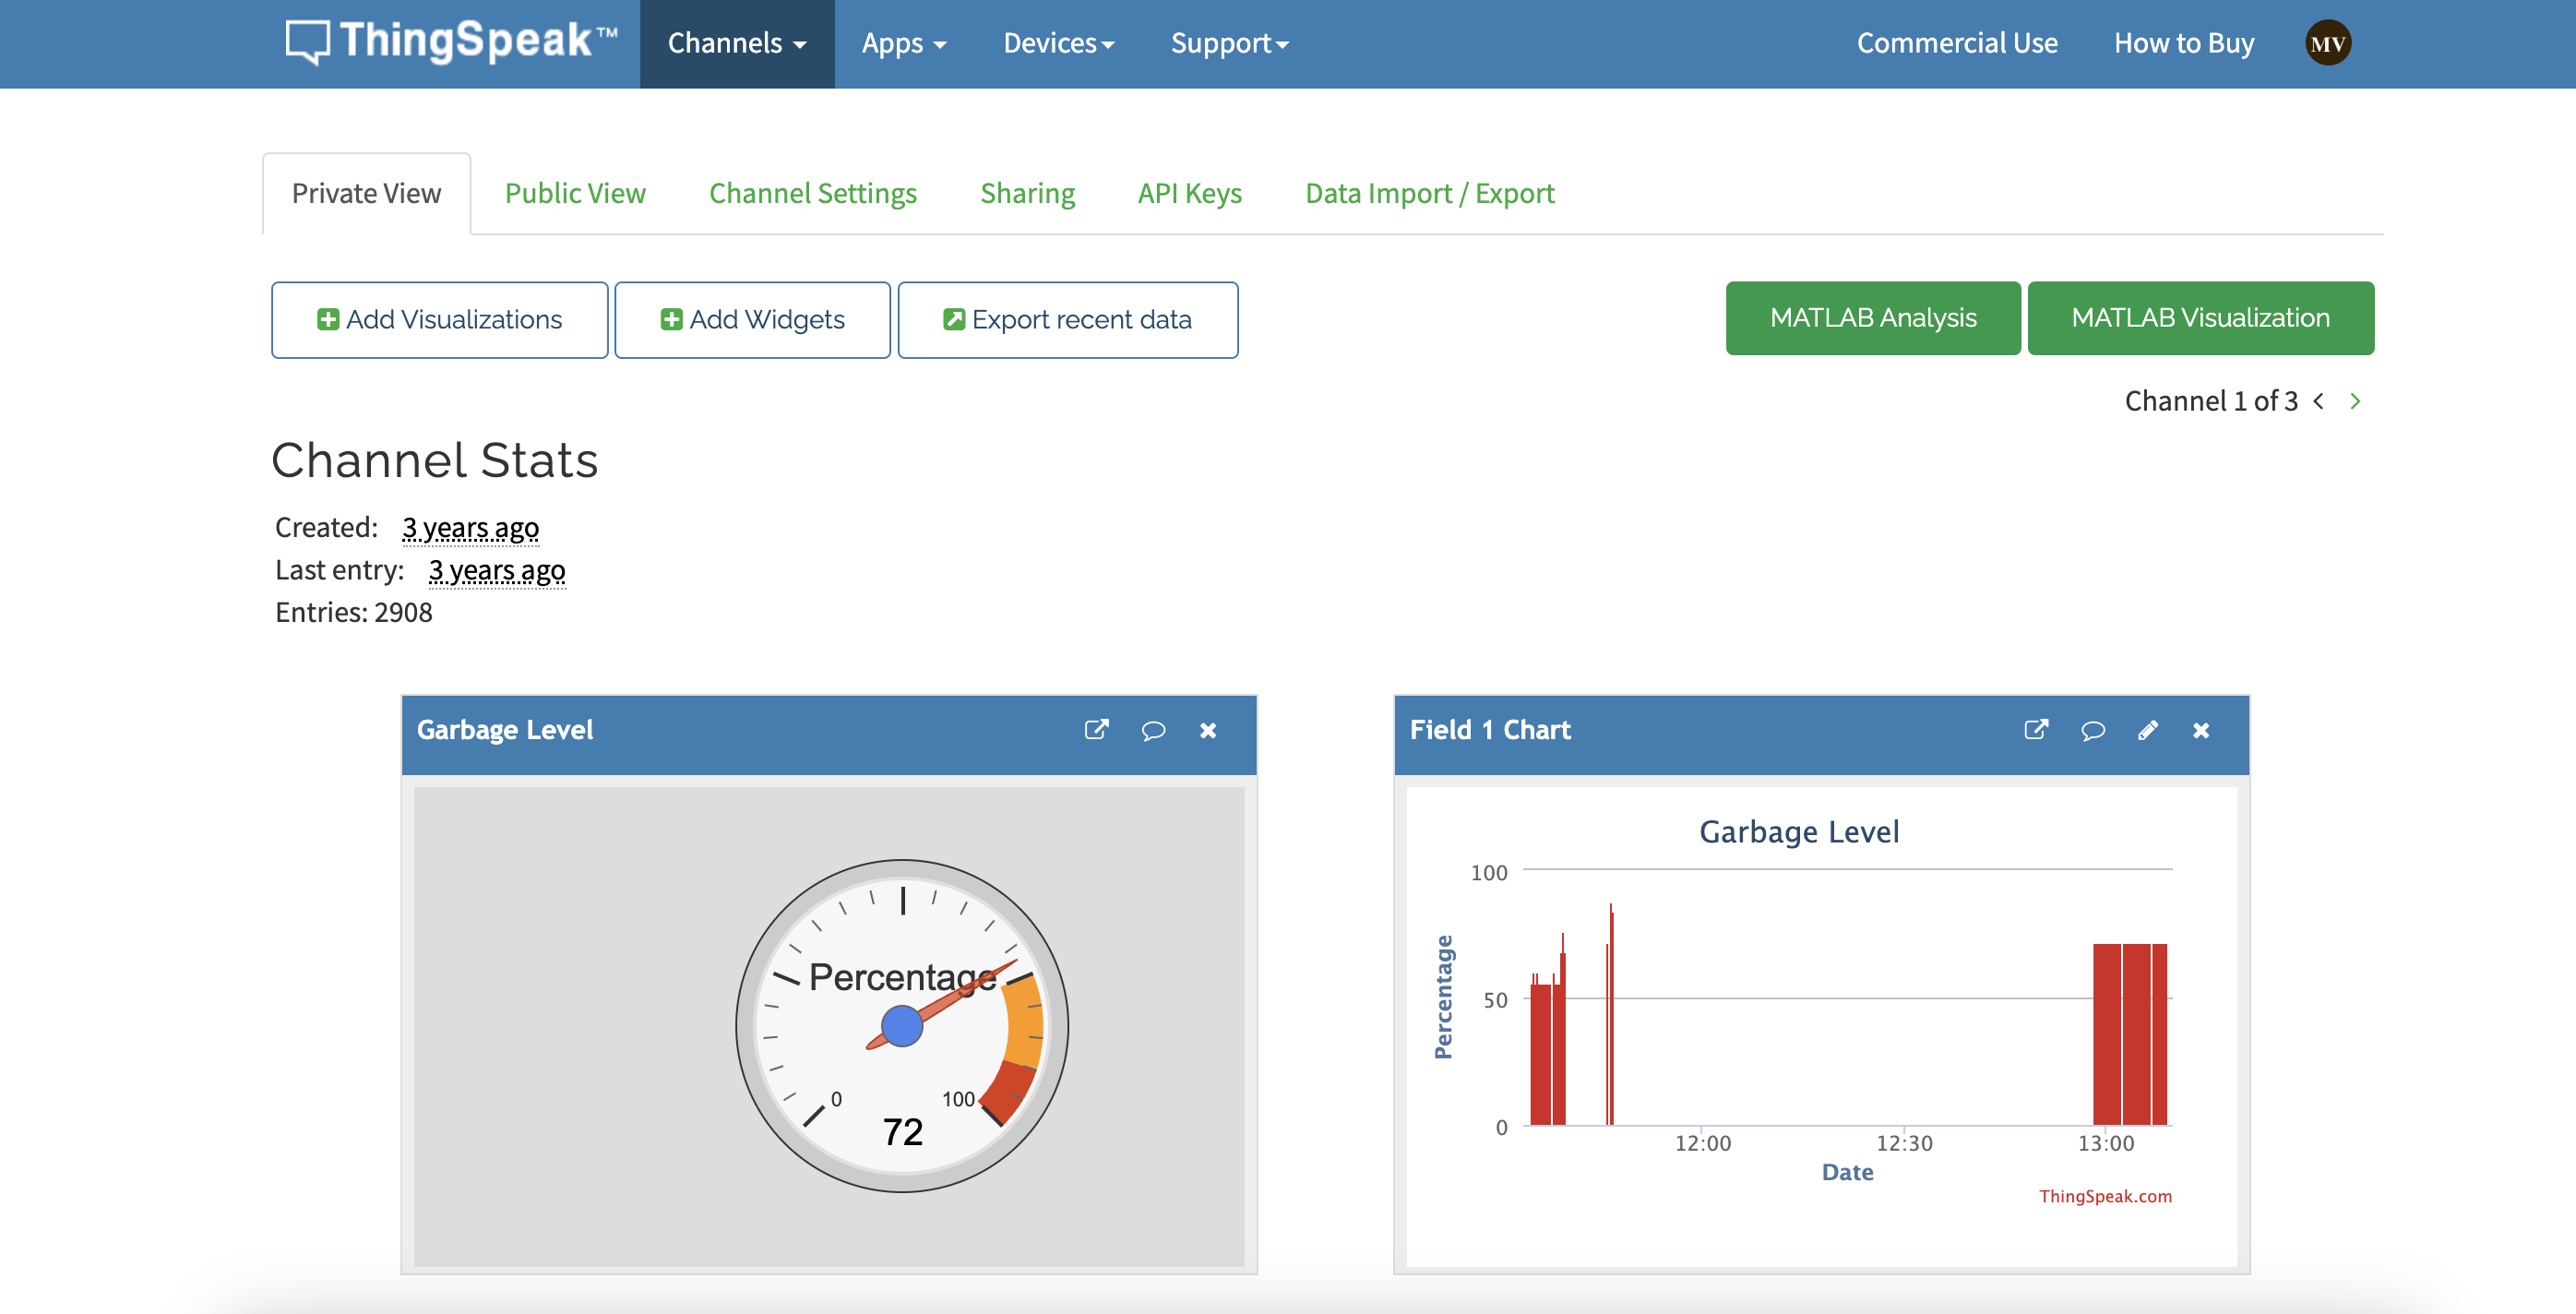 ThingSpeak™ Channels Apps Devices Support Commercial Use How to Buy MV
Private View Public View Channel Settings Sharing API Keys Data Import / Export
Add Visualizations Add Widgets Export recent data MATLAB Analysis MATLAB Visualization
Channel 1 of 3 < >
Channel Stats
Created: 3 years ago
Last entry: 3 years ago
Entries: 2908
Garbage Level
Percentage
0
100
72
Field 1 Chart
Garbage Level
Percentage
100
50
0
12:00 12:30 13:00
Date
ThingSpeak.com